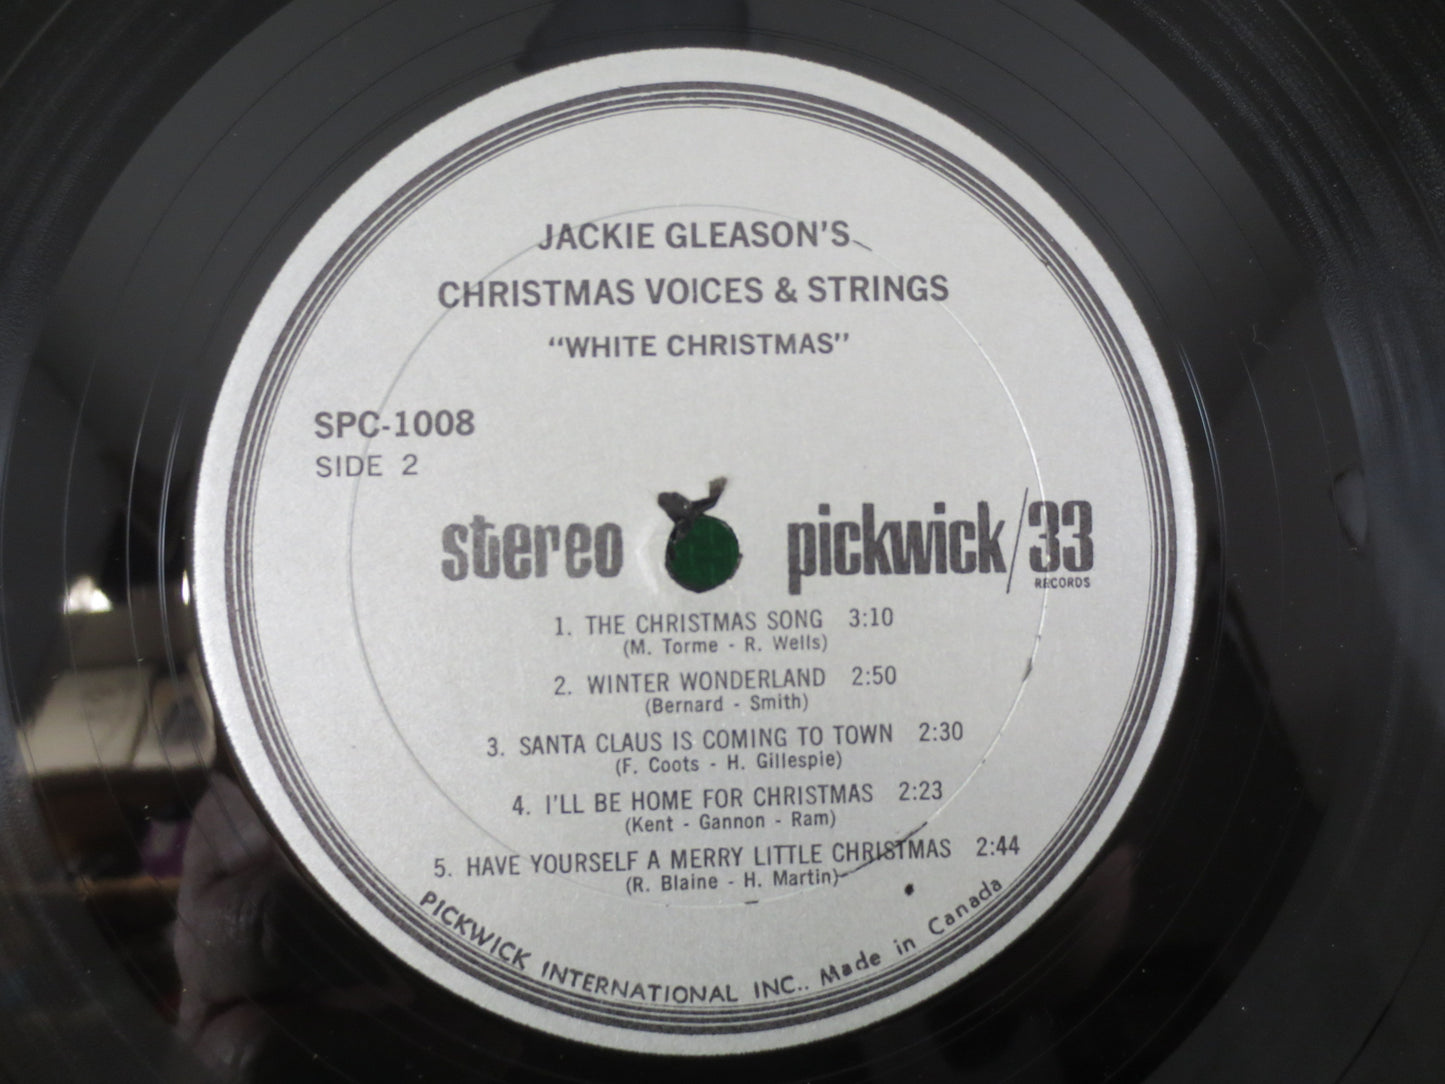 JACKIE GLEASON'S
CHRISTMAS VOICES & STRINGS
"WHITE CHRISTMAS"
SPC-1008
SIDE 2
stereo pickwick/33
RECORDS
1. THE CHRISTMAS SONG 3:10
(M. Torme - R. Wells)
2. WINTER WONDERLAND 2:50
(Bernard - Smith)
3. SANTA CLAUS IS COMING TO TOWN 2:30
(F. Coots - H. Gillespie)
4. I'LL BE HOME FOR CHRISTMAS 2:23
(Kent - Gannon - Ram)
5. HAVE YOURSELF A MERRY LITTLE CHRISTMAS 2:44
(R. Blaine - H. Martin)
PICKWICK INTERNATIONAL INC.. Made in Canada